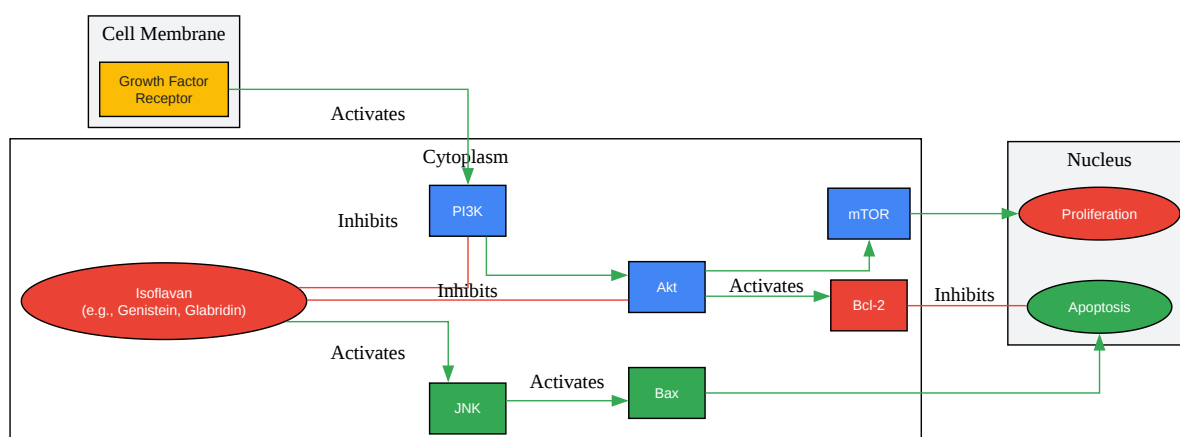 Cell Membrane
Growth Factor
Receptor
Activates
Cytoplasm
Nucleus
PI3K
mTOR
Proliferation
Inhibits
Isoflavan
(e.g., Genistein, Glabridin)
Inhibits
Akt
Activates
Bcl-2
Inhibits
Apoptosis
Activates
JNK
Activates
Bax